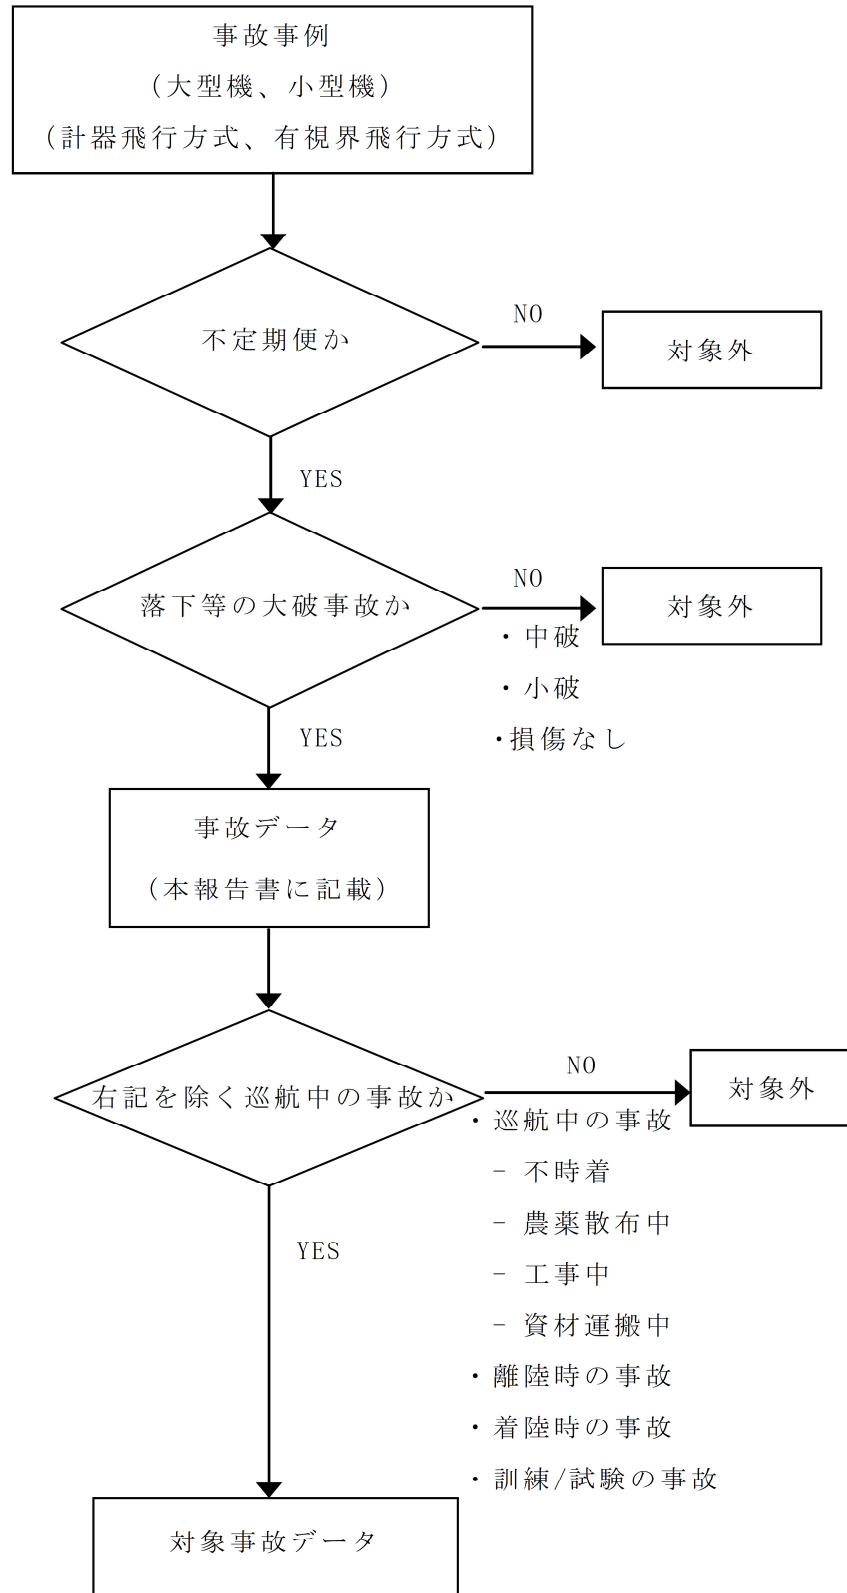 事故事例
（大型機、小型機）
（計器飛行方式、有視界飛行方式）
不定期便か
NO
対象外
YES
落下等の大破事故か
NO
対象外
・中破
・小破
・損傷なし
YES
事故データ
（本報告書に記載）
右記を除く巡航中の事故か
NO
対象外
・巡航中の事故
－ 不時着
－ 農薬散布中
－ 工事中
－ 資材運搬中
・離陸時の事故
・着陸時の事故
・訓練/試験の事故
YES
対象事故データ